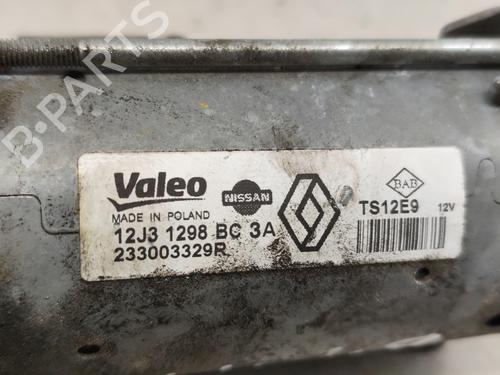 B-PARTS
Valeo
NISSAN
BAB
MADE IN POLAND
TS12E9 12V
12J3 1298 BC 3A
233003329R